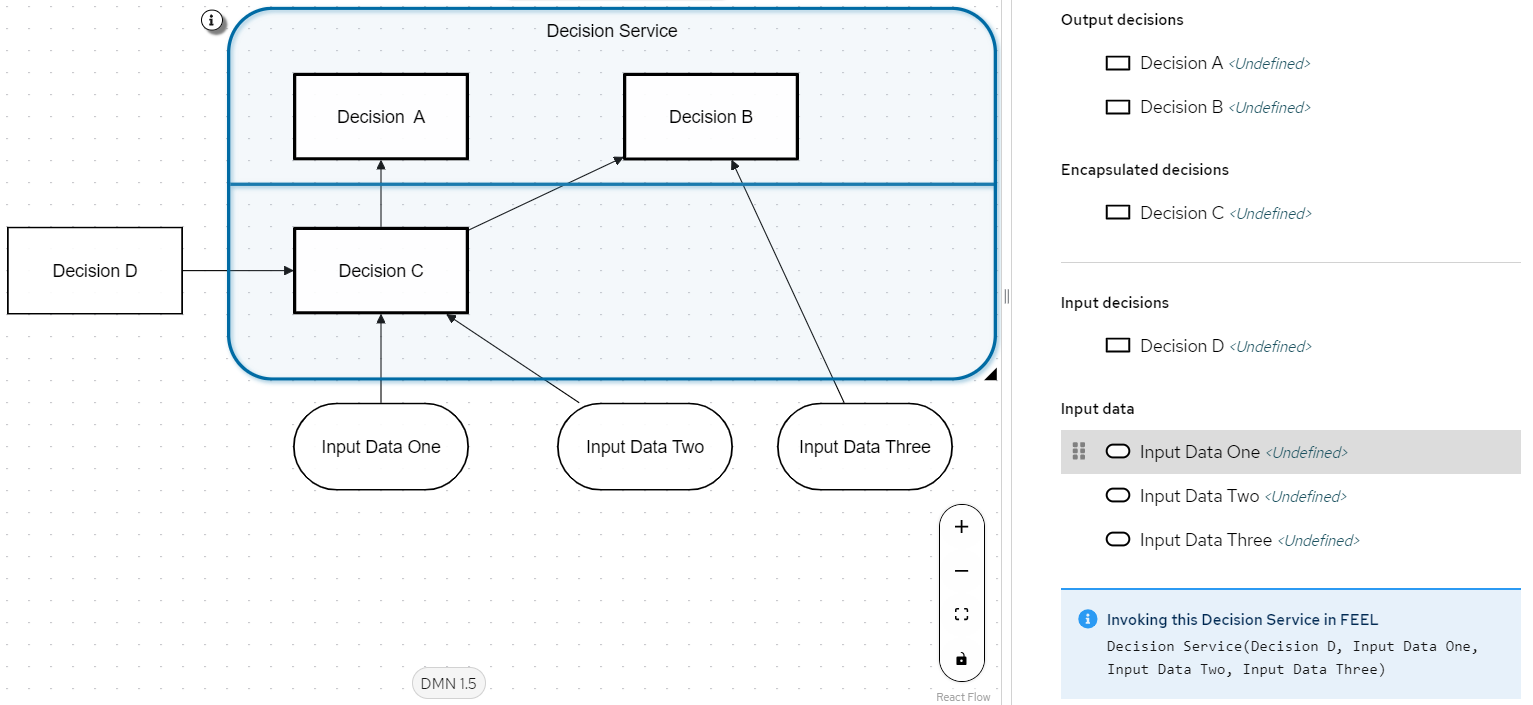 Decision Service
Decision  A
Decision B
Decision D
Decision C
Input Data One
Input Data Two
Input Data Three
DMN 1.5
React Flow
Output decisions
Decision A <Undefined>
Decision B <Undefined>
Encapsulated decisions
Decision C <Undefined>
Input decisions
Decision D <Undefined>
Input data
Input Data One <Undefined>
Input Data Two <Undefined>
Input Data Three <Undefined>
Invoking this Decision Service in FEEL
Decision Service(Decision D, Input Data One,
Input Data Two, Input Data Three)